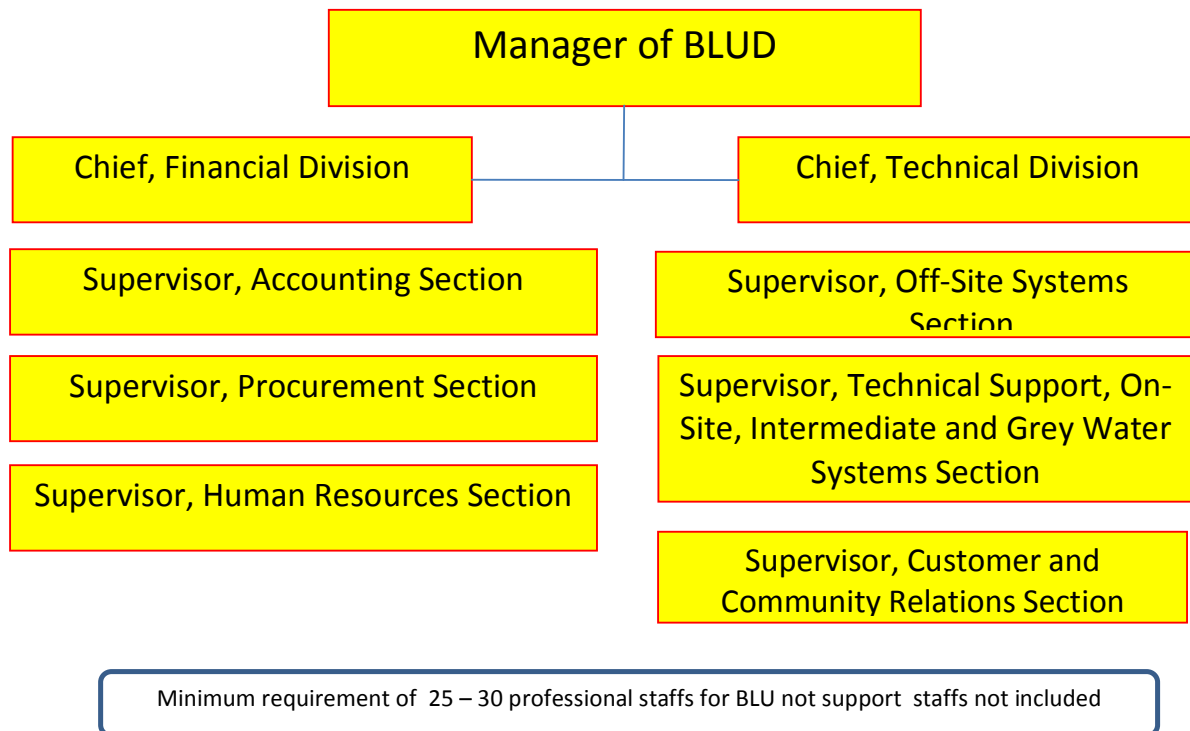 Manager of BLUD
Chief, Financial Division
Chief, Technical Division
Supervisor, Accounting Section
Supervisor, Off-Site Systems
Section
Supervisor, Procurement Section
Supervisor, Technical Support, On-
Site, Intermediate and Grey Water
Systems Section
Supervisor, Human Resources Section
Supervisor, Customer and
Community Relations Section
Minimum requirement of 25 – 30 professional staffs for BLU not support staffs not included